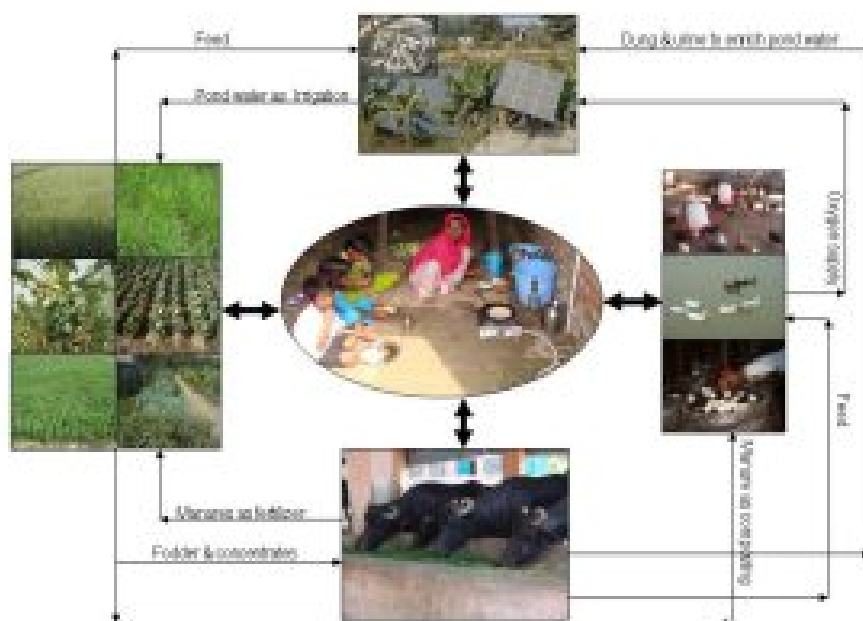 Feed
Dung & urine to enrich pond water
Pond water as Irrigation
Oxygen supply
Feed
Manure as composting
Manures as fertilizer
Fodder & concentrates